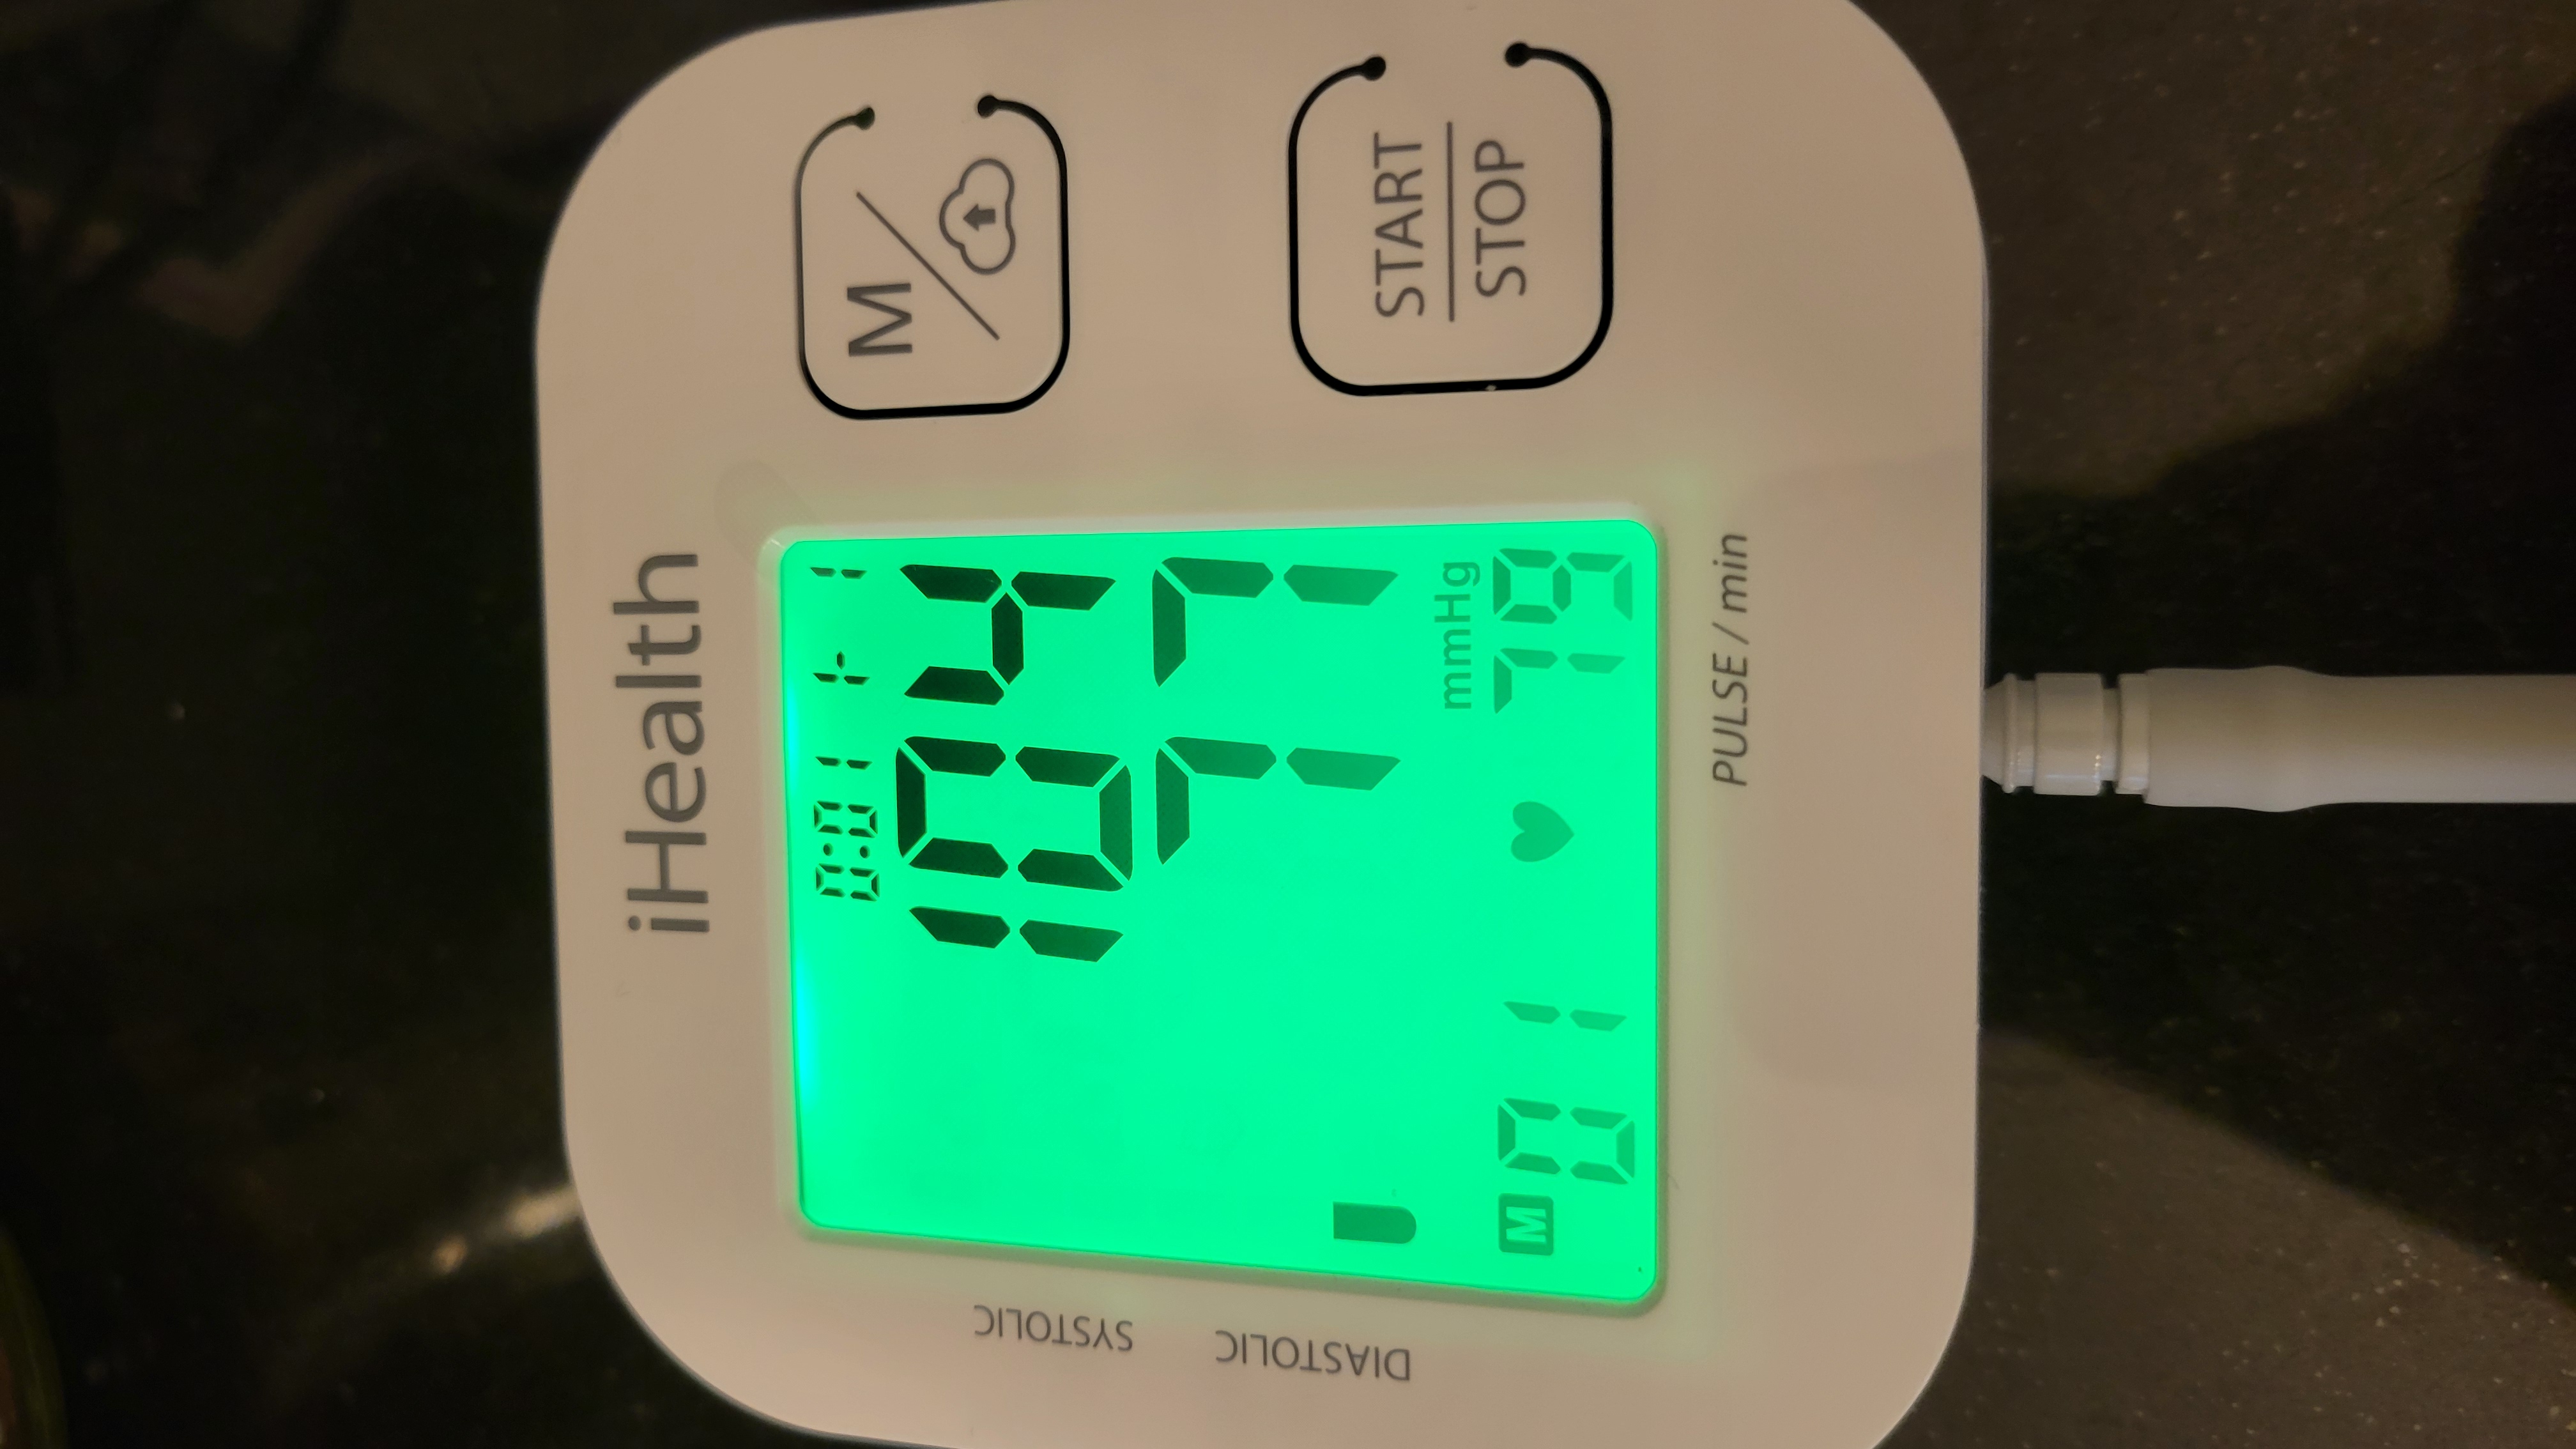 iHealth
0:01 1- 1
SYSTOLIC
104
DIASTOLIC
77
mmHg
M 01 79
PULSE / min
M
START
STOP